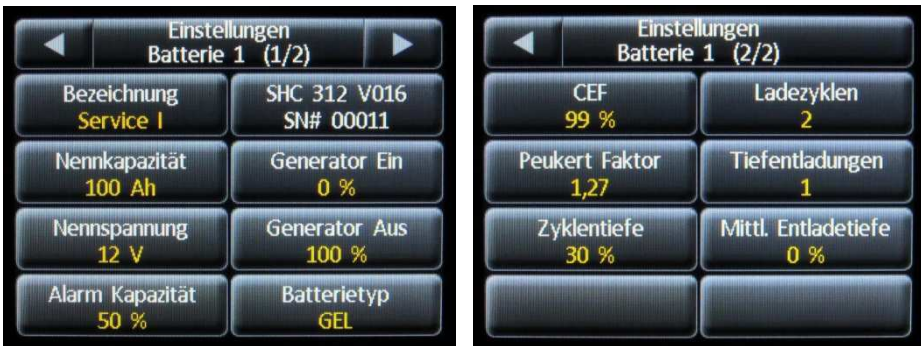 Einstellungen
Batterie 1 (1/2)
Bezeichnung
Service I
SHC 312 V016
SN# 00011
Nennkapazität
100 Ah
Generator Ein
0 %
Nennspannung
12 V
Generator Aus
100 %
Alarm Kapazität
50 %
Batterietyp
GEL
Einstellungen
Batterie 1 (2/2)
CEF
99 %
Ladezyklen
2
Peukert Faktor
1,27
Tiefentladungen
1
Zyklentiefe
30 %
Mittl. Entladetiefe
0 %